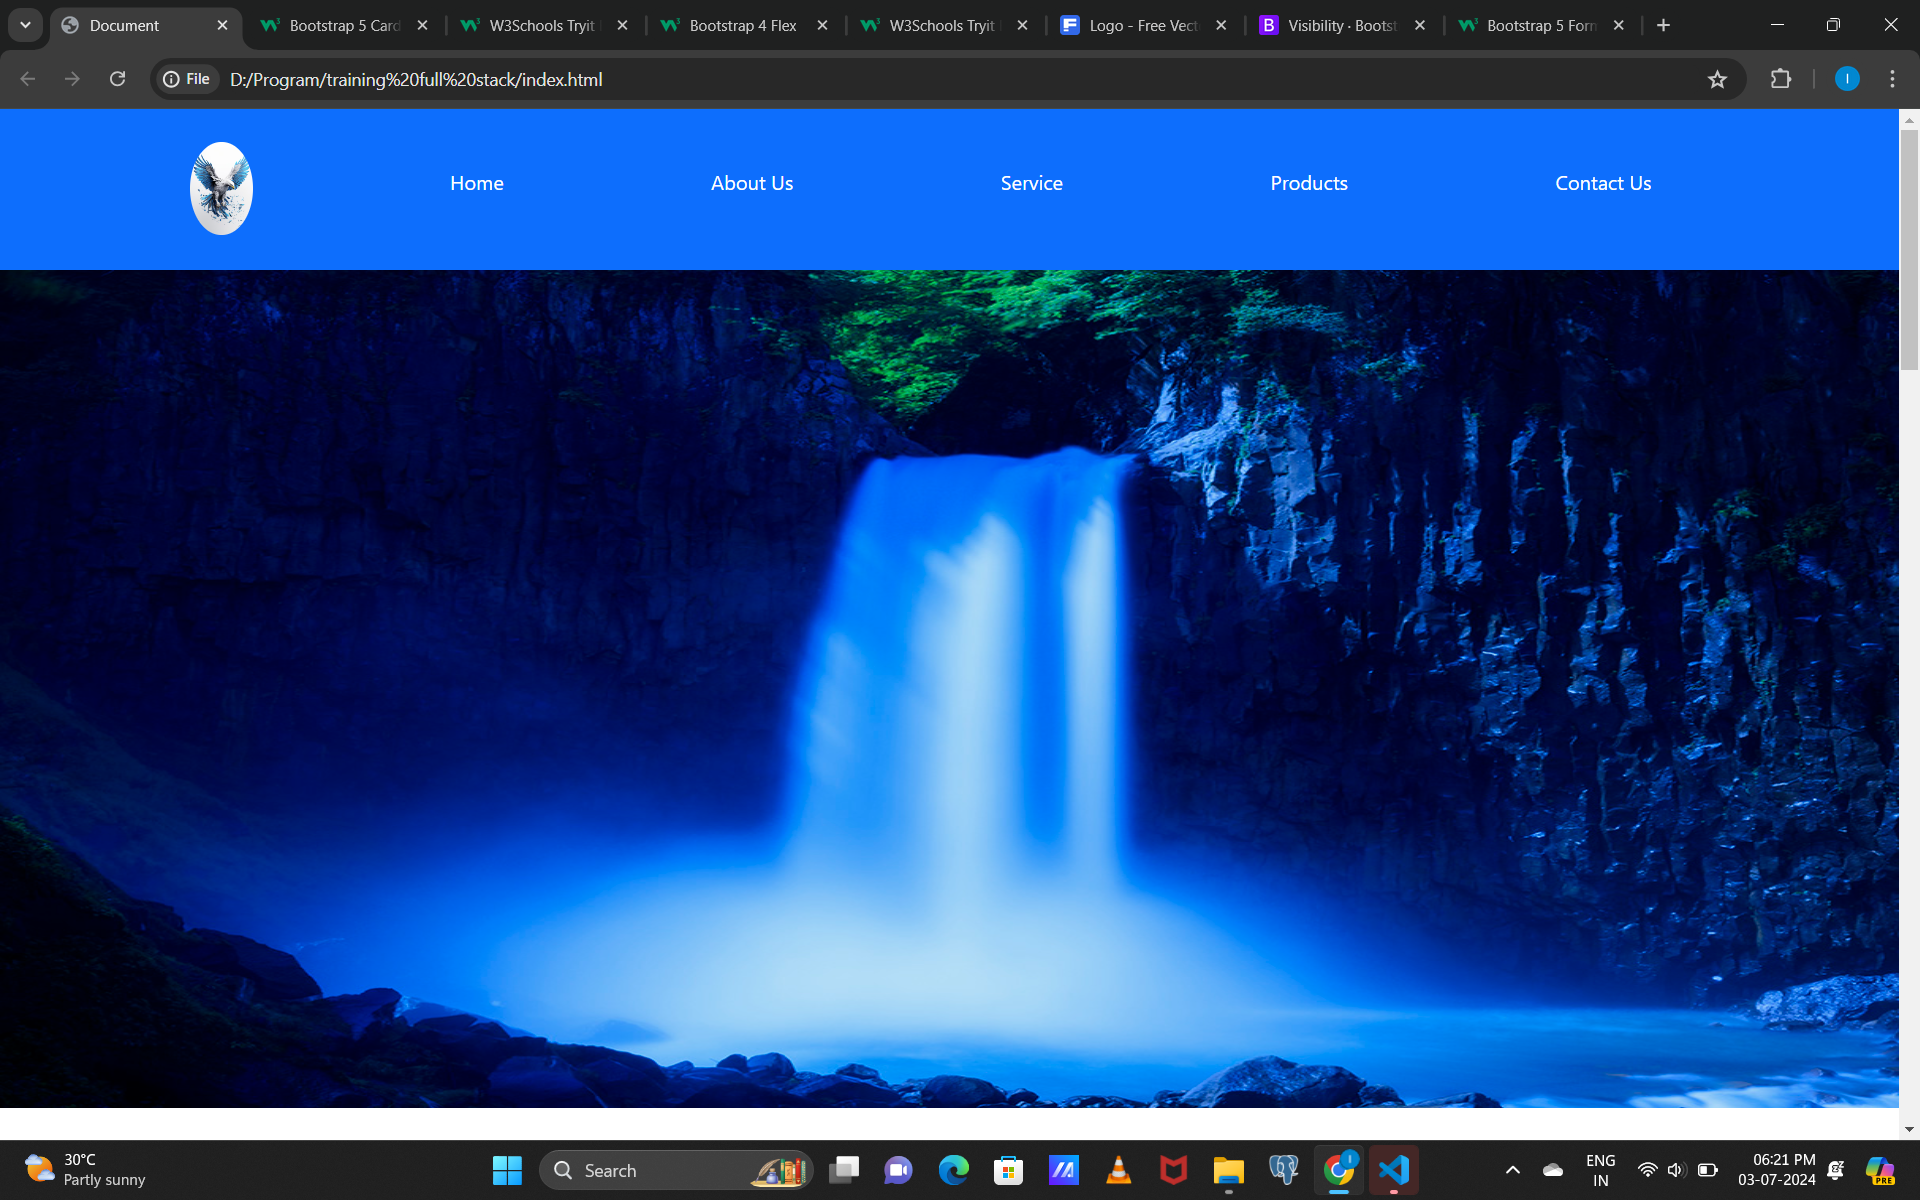 Document
Bootstrap 5 Card
W3Schools Tryit
Bootstrap 4 Flex
W3Schools Tryit
Logo - Free Vect
Visibility · Bootst
Bootstrap 5 Form
File
D:/Program/training%20full%20stack/index.html
I
Home
About Us
Service
Products
Contact Us
30°C
Partly sunny
Search
ENG
IN
06:21 PM
03-07-2024
PRE